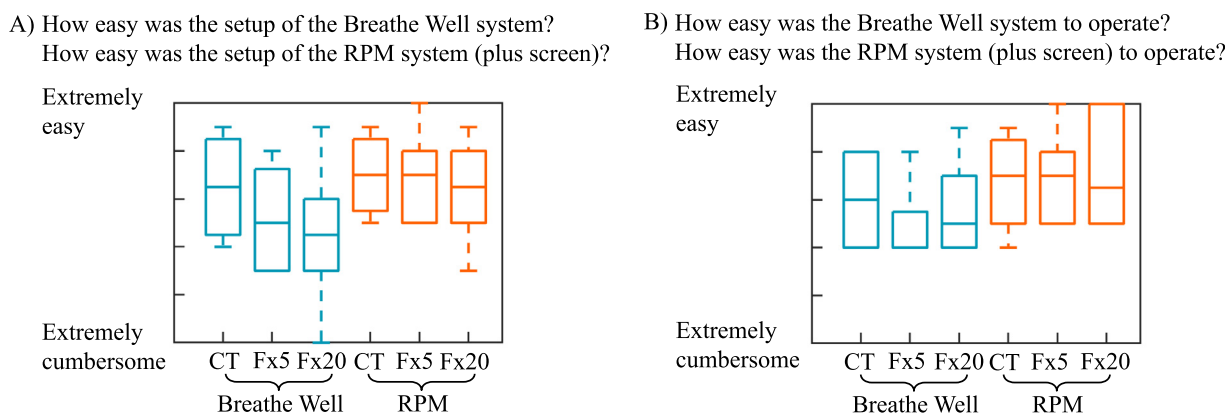 A) How easy was the setup of the Breathe Well system?
How easy was the setup of the RPM system (plus screen)?
Extremely
easy
Extremely
cumbersome
CT Fx5 Fx20 CT Fx5 Fx20
Breathe Well RPM
B) How easy was the Breathe Well system to operate?
How easy was the RPM system (plus screen) to operate?
Extremely
easy
Extremely
cumbersome
CT Fx5 Fx20 CT Fx5 Fx20
Breathe Well RPM